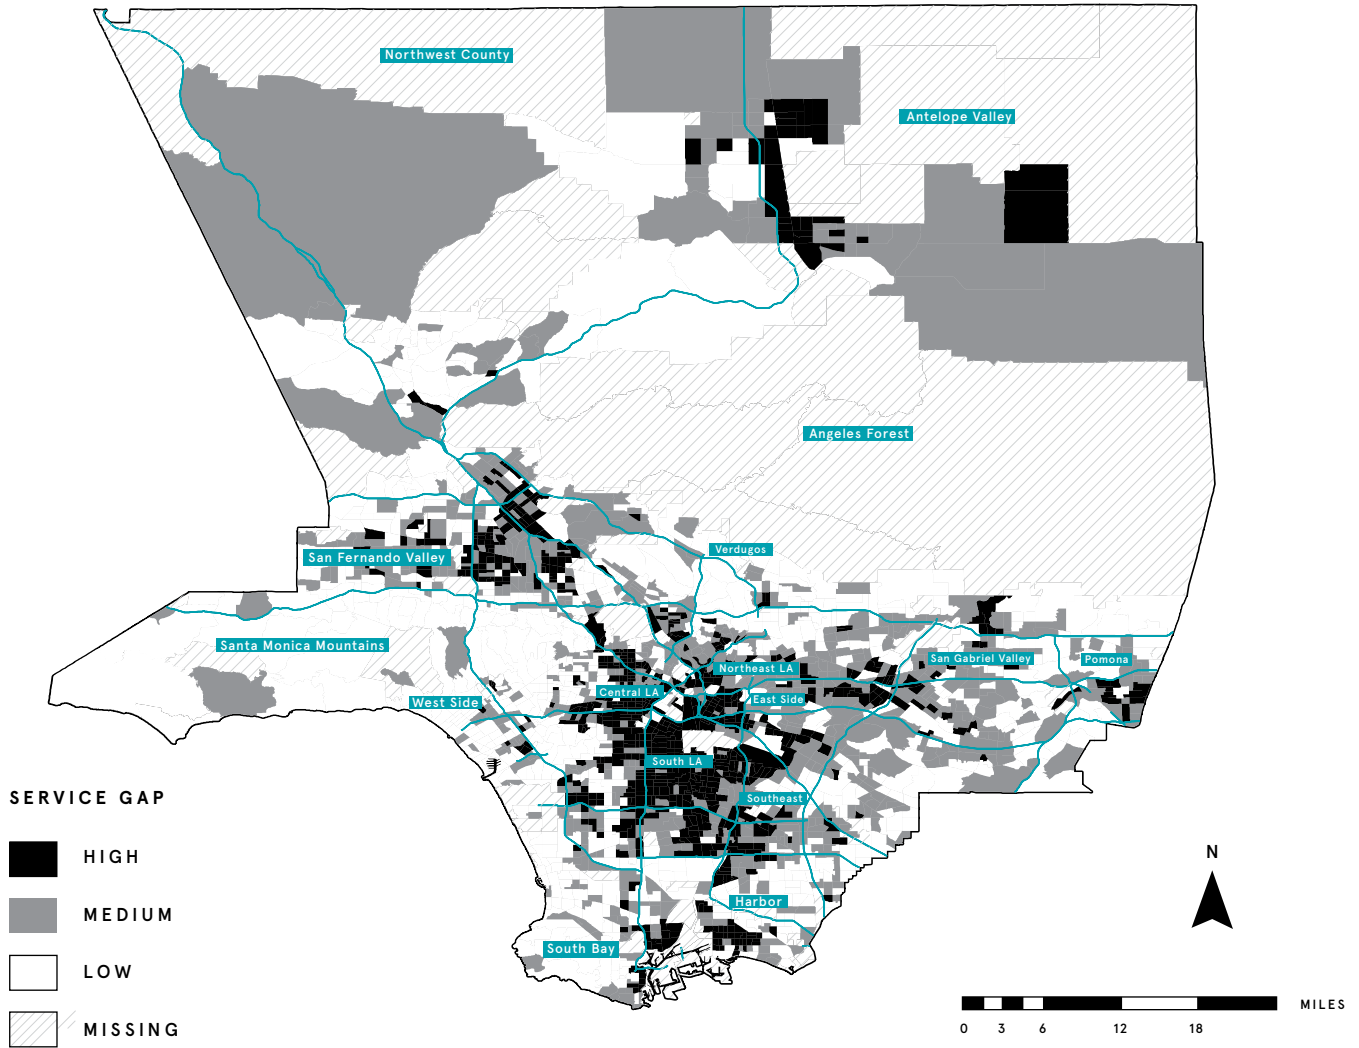 Northwest County
Antelope Valley
Angeles Forest
Verdugos
San Fernando Valley
Santa Monica Mountains
Northeast LA
San Gabriel Valley
Pomona
Central LA
East Side
West Side
South LA
Southeast
Harbor
South Bay
SERVICE GAP
HIGH
MEDIUM
LOW
MISSING
N
MILES
0 3 6 12 18